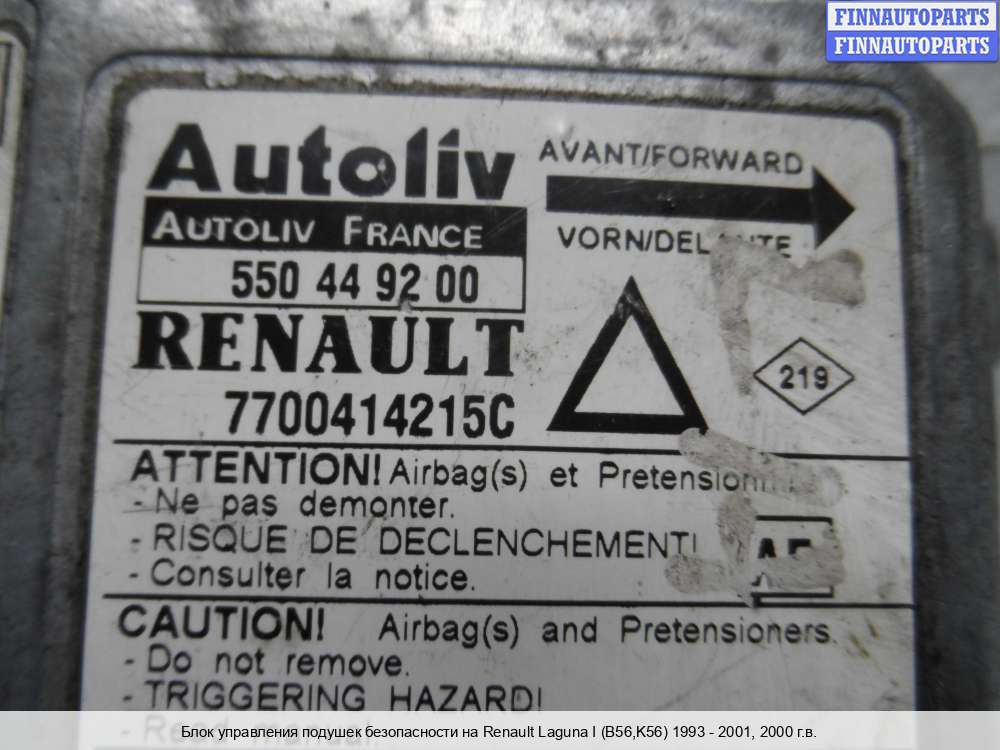 FINNAUTOPARTS
FINNAUTOPARTS
Autoliv
AUTOLIV FRANCE
550 44 92 00
RENAULT
7700414215C
AVANT/FORWARD
VORN/DELANTE
219
ATTENTION! Airbag(s) et
- Ne pas demonter.
- RISQUE DE DECLENCHEMENT!
- Consulter la notice.
CAUTION! Airbag(s) and Pretensioners.
- Do not remove.
- TRIGGERING HAZARD!
- Read manual.
Блок управления подушек безопасности на Renault Laguna I (B56,K56) 1993 - 2001, 2000 г.в.